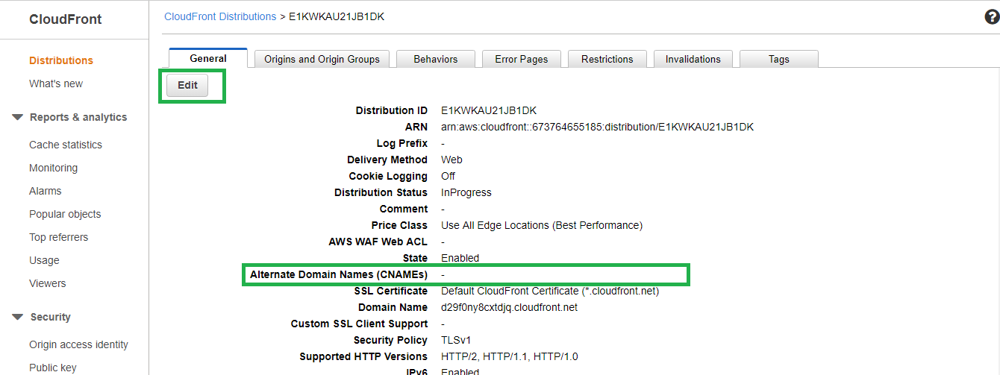 CloudFront
CloudFront Distributions > E1KWKAU21JB1DK
Distributions
What's new
Reports & analytics
Cache statistics
Monitoring
Alarms
Popular objects
Top referrers
Usage
Viewers
Security
Origin access identity
Public key
General
Origins and Origin Groups
Behaviors
Error Pages
Restrictions
Invalidations
Tags
Edit
Distribution ID E1KWKAU21JB1DK
ARN arn:aws:cloudfront::673764655185:distribution/E1KWKAU21JB1DK
Log Prefix -
Delivery Method Web
Cookie Logging Off
Distribution Status InProgress
Comment -
Price Class Use All Edge Locations (Best Performance)
AWS WAF Web ACL -
State Enabled
Alternate Domain Names (CNAMEs) -
SSL Certificate Default CloudFront Certificate (*.cloudfront.net)
Domain Name d29f0ny8cxtdjq.cloudfront.net
Custom SSL Client Support -
Security Policy TLSv1
Supported HTTP Versions HTTP/2, HTTP/1.1, HTTP/1.0
IPv6 Enabled